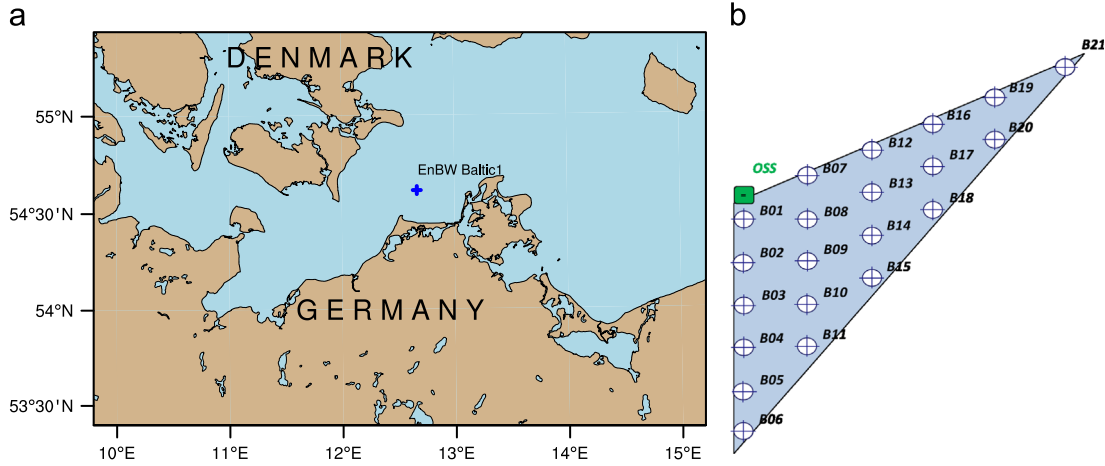 a
DENMARK
EnBW Baltic1
GERMANY
55°N
54°30'N
54°N
53°30'N
10°E 11°E 12°E 13°E 14°E 15°E
b
B21
B19
B16
B20
B12
OSS
B07
B17
B13
B18
B01
B08
B14
B02
B09
B15
B03
B10
B04
B11
B05
B06